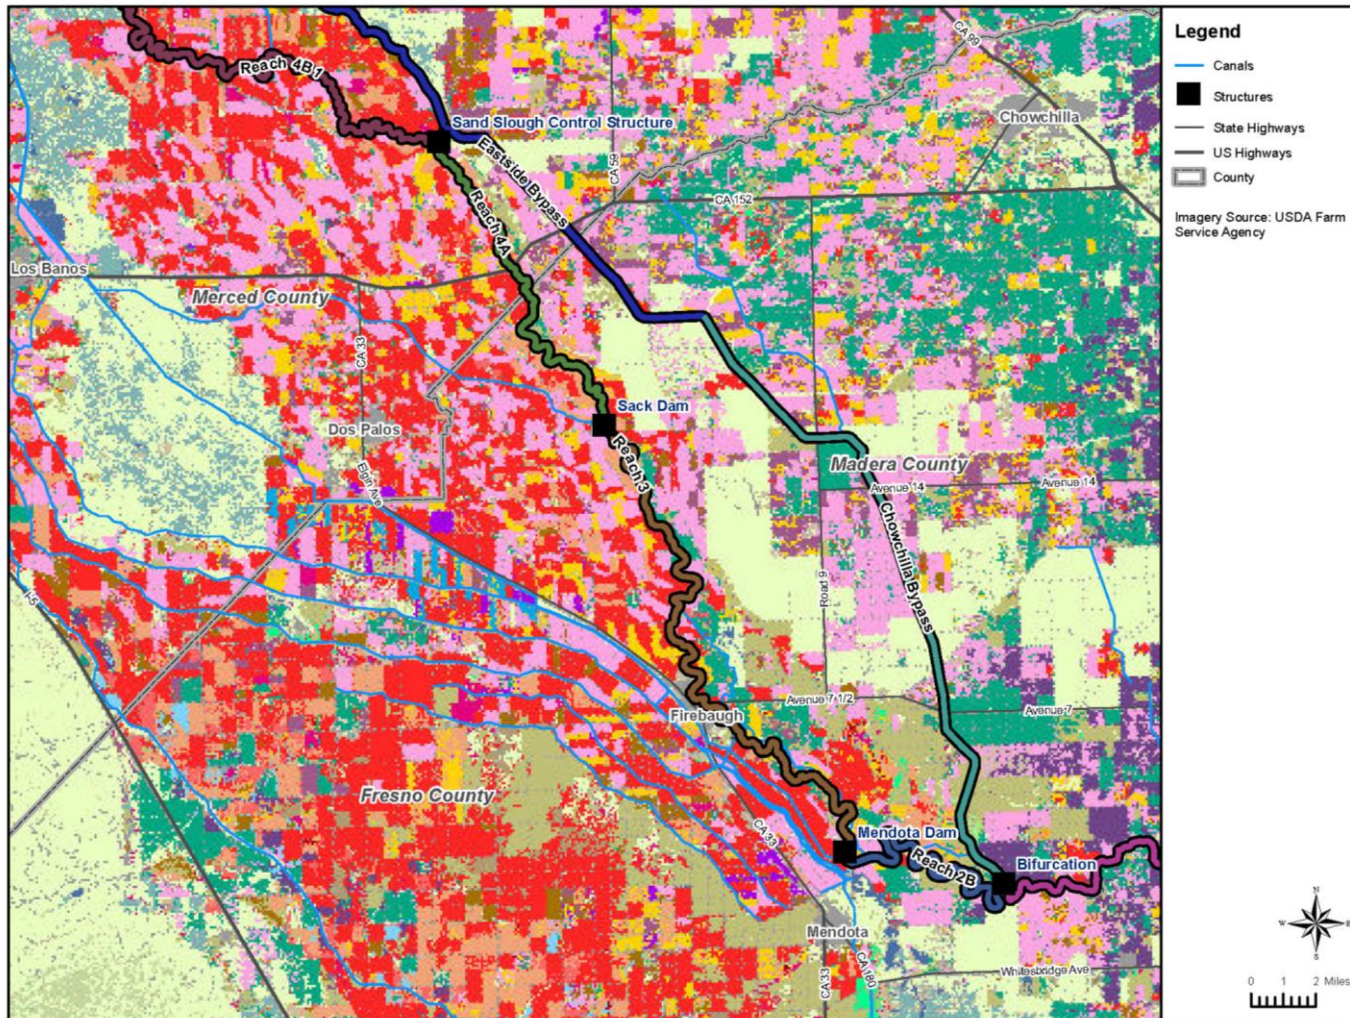 Reach 4B1
Sand Slough Control Structure
Eastside Bypass
CA 59
CA 99
Chowchilla
CA 152
Reach 4A
Los Banos
Merced County
CA 33
Dos Palos
Elgin Ave
Sack Dam
Reach 3
Madera County
Avenue 14
Avenue 14
Chowchilla Bypass
Road 9
I-5
Firebaugh
Avenue 7 1/2
Avenue 7
Fresno County
CA 33
Mendota Dam
Reach 2B
Bifurcation
Mendota
CA 33
CA 180
Whitesbridge Ave
Legend
Canals
Structures
State Highways
US Highways
County
Imagery Source: USDA Farm
Service Agency
N
W
E
S
0 1 2 Miles